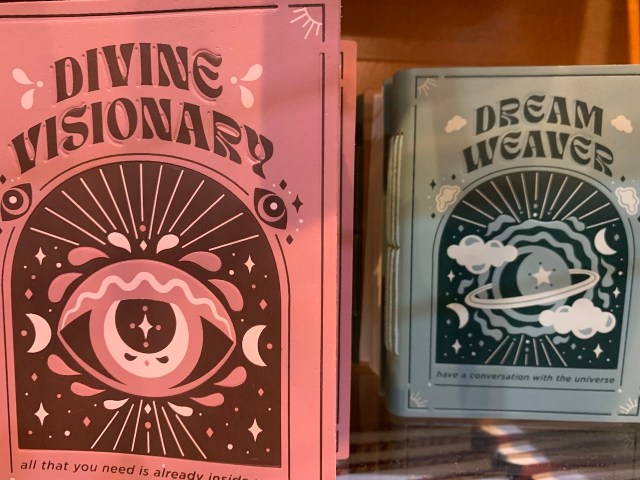 DIVINE
VISIONARY
all that you need is already inside
DREAM
WEAVER
have a conversation with the universe